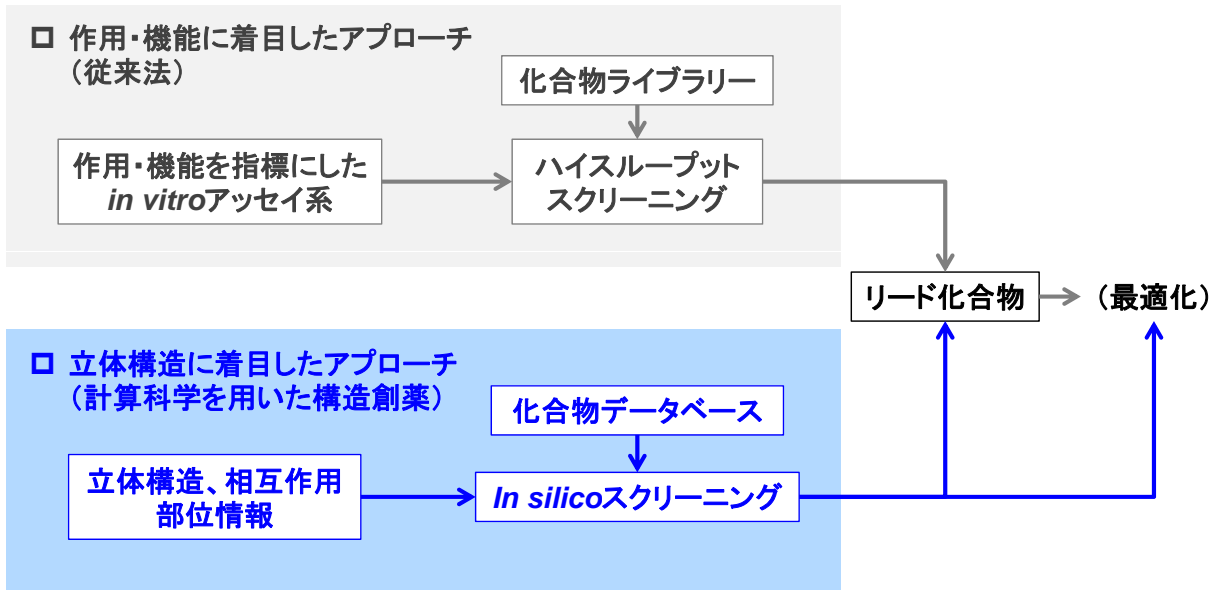 □ 作用・機能に着目したアプローチ
（従来法）
化合物ライブラリー
作用・機能を指標にした
in vitroアッセイ系
ハイスループット
スクリーニング
リード化合物
（最適化）
□ 立体構造に着目したアプローチ
（計算科学を用いた構造創薬）
化合物データベース
立体構造、相互作用
部位情報
In silicoスクリーニング